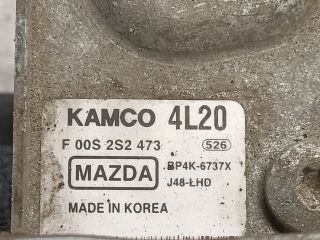 KAMCO 4L20
F 00S 2S2 473 526
MAZDA BP4K-6737X
J48-LHD
MADE IN KOREA